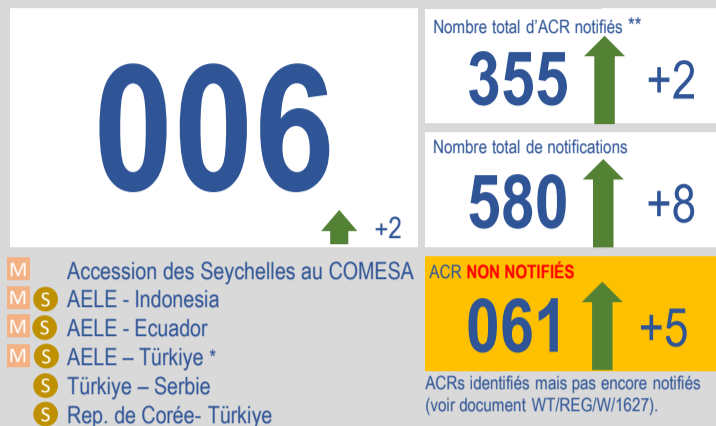 006
+2
M Accession des Seychelles au COMESA
M S AELE - Indonesia
M S AELE - Ecuador
M S AELE – Türkiye *
S Türkiye – Serbie
S Rep. de Corée- Türkiye
Nombre total d'ACR notifiés **
355 +2
Nombre total de notifications
580 +8
ACR NON NOTIFIÉS
061 +5
ACRs identifiés mais pas encore notifiés
(voir document WT/REG/W/1627).